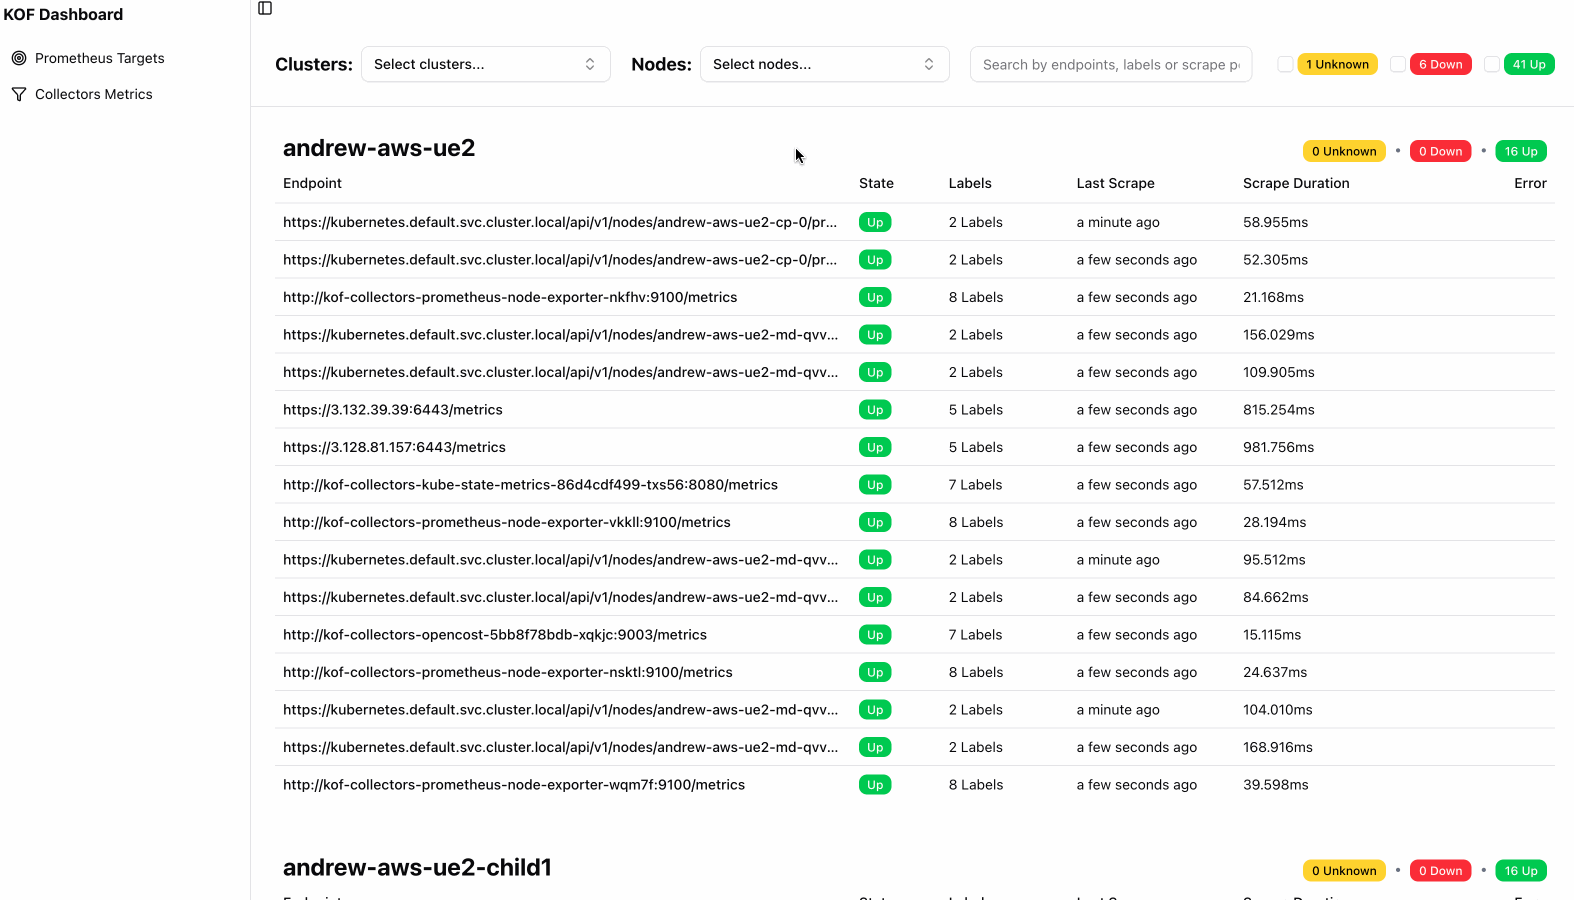 KOF Dashboard
Prometheus Targets
Collectors Metrics
Clusters: Select clusters... Nodes: Select nodes... Search by endpoints, labels or scrape p 1 Unknown 6 Down 41 Up
andrew-aws-ue2 0 Unknown • 0 Down • 16 Up
Endpoint State Labels Last Scrape Scrape Duration Error
https://kubernetes.default.svc.cluster.local/api/v1/nodes/andrew-aws-ue2-cp-0/pr... Up 2 Labels a minute ago 58.955ms
https://kubernetes.default.svc.cluster.local/api/v1/nodes/andrew-aws-ue2-cp-0/pr... Up 2 Labels a few seconds ago 52.305ms
http://kof-collectors-prometheus-node-exporter-nkfhv:9100/metrics Up 8 Labels a few seconds ago 21.168ms
https://kubernetes.default.svc.cluster.local/api/v1/nodes/andrew-aws-ue2-md-qvv... Up 2 Labels a few seconds ago 156.029ms
https://kubernetes.default.svc.cluster.local/api/v1/nodes/andrew-aws-ue2-md-qvv... Up 2 Labels a few seconds ago 109.905ms
https://3.132.39.39:6443/metrics Up 5 Labels a few seconds ago 815.254ms
https://3.128.81.157:6443/metrics Up 5 Labels a few seconds ago 981.756ms
http://kof-collectors-kube-state-metrics-86d4cdf499-txs56:8080/metrics Up 7 Labels a few seconds ago 57.512ms
http://kof-collectors-prometheus-node-exporter-vkkll:9100/metrics Up 8 Labels a few seconds ago 28.194ms
https://kubernetes.default.svc.cluster.local/api/v1/nodes/andrew-aws-ue2-md-qvv... Up 2 Labels a minute ago 95.512ms
https://kubernetes.default.svc.cluster.local/api/v1/nodes/andrew-aws-ue2-md-qvv... Up 2 Labels a few seconds ago 84.662ms
http://kof-collectors-opencost-5bb8f78bdb-xqkjc:9003/metrics Up 7 Labels a few seconds ago 15.115ms
http://kof-collectors-prometheus-node-exporter-nsktl:9100/metrics Up 8 Labels a few seconds ago 24.637ms
https://kubernetes.default.svc.cluster.local/api/v1/nodes/andrew-aws-ue2-md-qvv... Up 2 Labels a minute ago 104.010ms
https://kubernetes.default.svc.cluster.local/api/v1/nodes/andrew-aws-ue2-md-qvv... Up 2 Labels a few seconds ago 168.916ms
http://kof-collectors-prometheus-node-exporter-wqm7f:9100/metrics Up 8 Labels a few seconds ago 39.598ms
andrew-aws-ue2-child1 0 Unknown • 0 Down • 16 Up